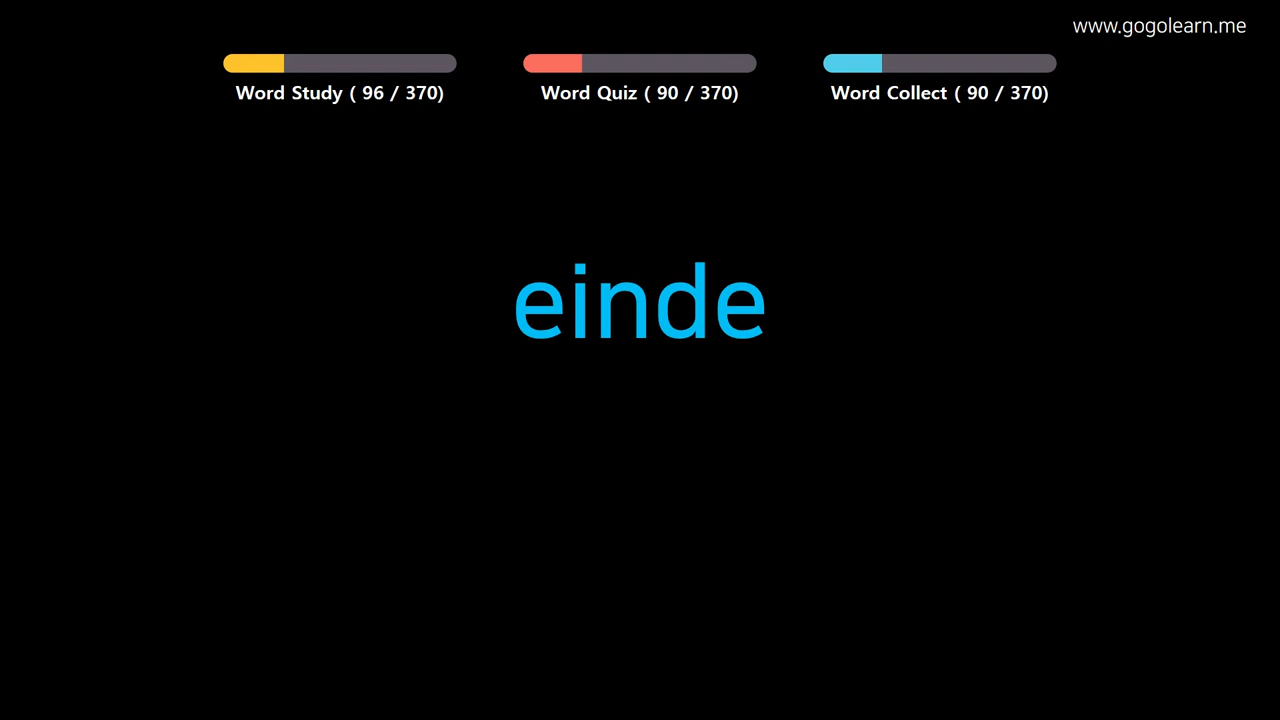 www.gogolearn.me
Word Study ( 96 / 370)
Word Quiz ( 90 / 370)
Word Collect ( 90 / 370)
einde